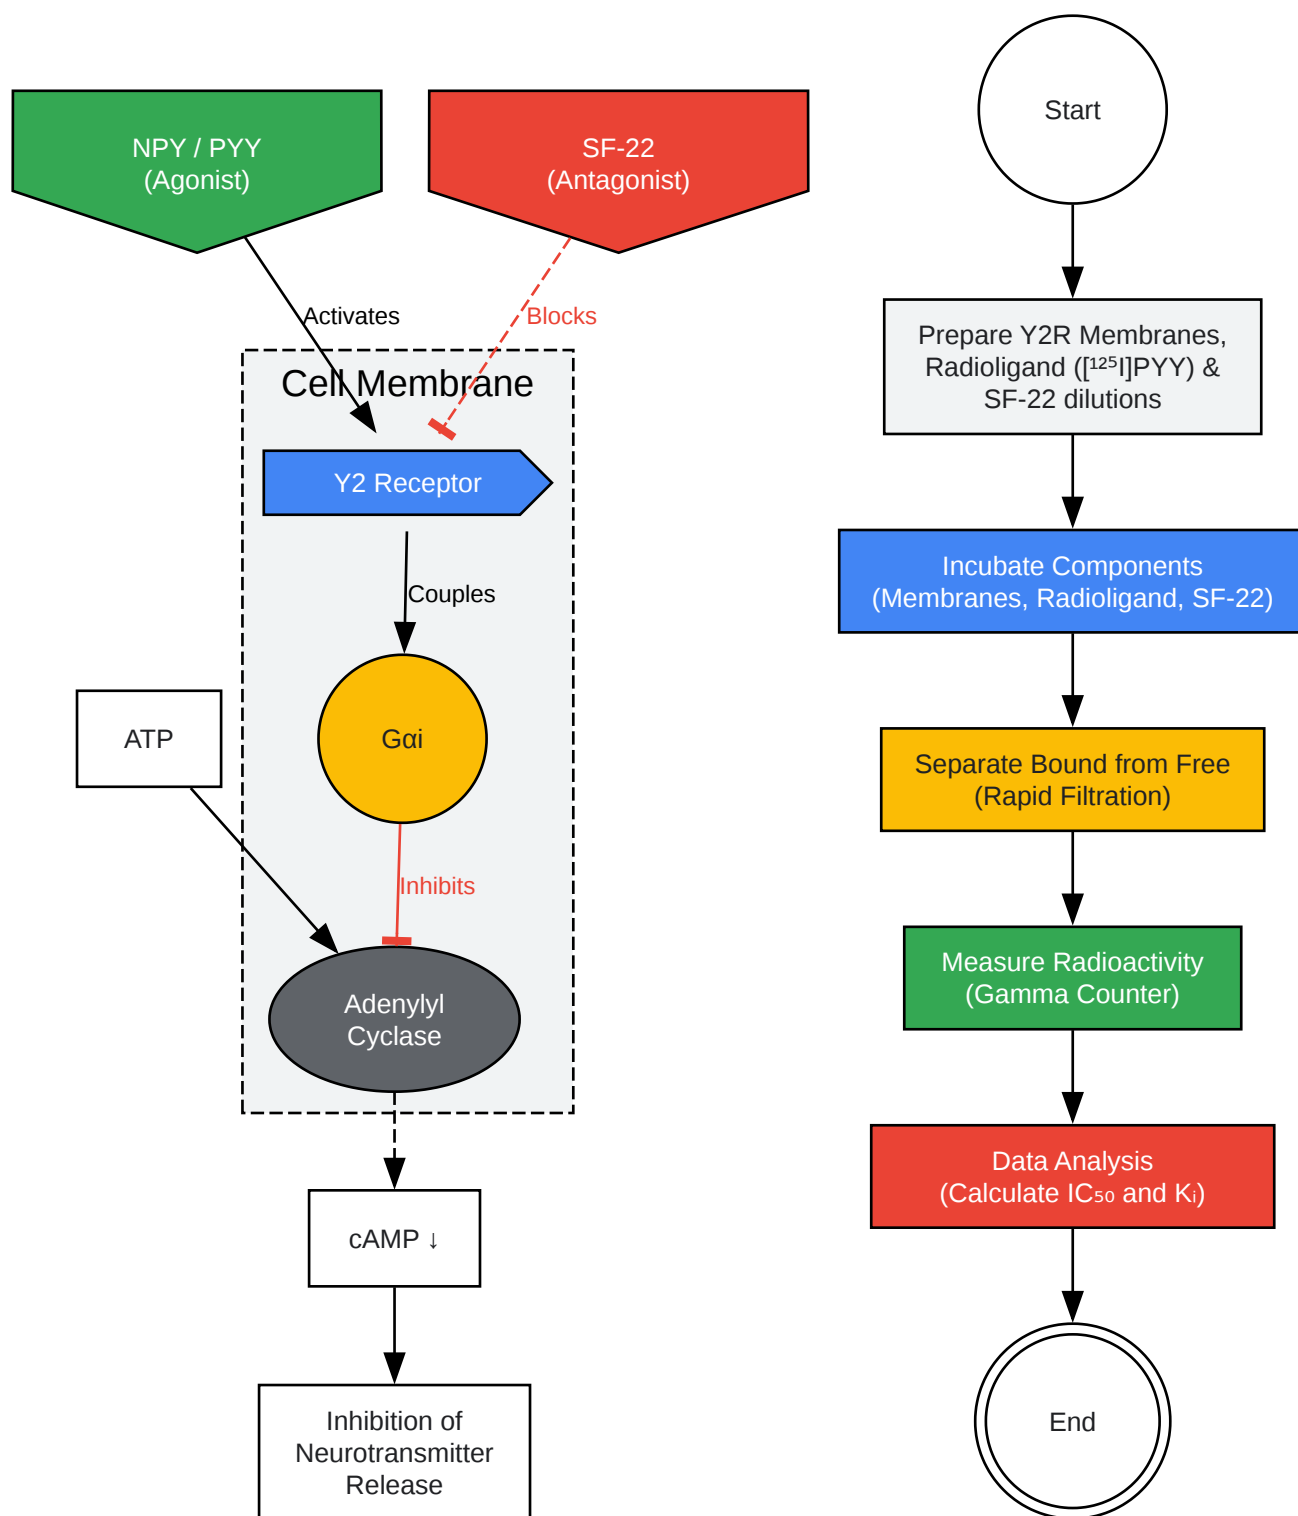 NPY / PYY
(Agonist)
SF-22
(Antagonist)
Activates
Blocks
Cell Membrane
Y2 Receptor
Couples
ATP
Gαi
Inhibits
Adenylyl
Cyclase
cAMP ↓
Inhibition of
Neurotransmitter
Release
Start
Prepare Y2R Membranes,
Radioligand ([¹²⁵I]PYY) &
SF-22 dilutions
Incubate Components
(Membranes, Radioligand, SF-22)
Separate Bound from Free
(Rapid Filtration)
Measure Radioactivity
(Gamma Counter)
Data Analysis
(Calculate IC₅₀ and Kᵢ)
End